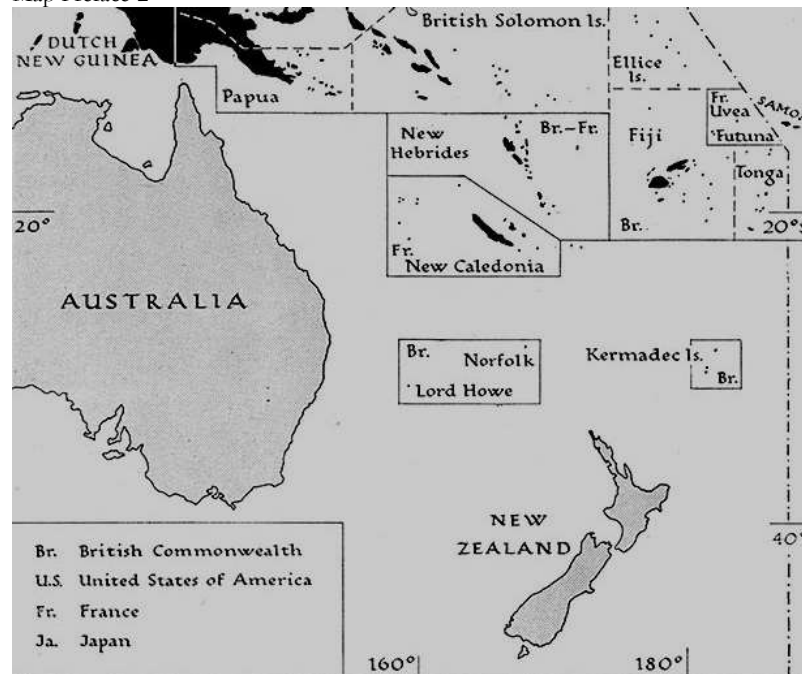 British Solomon Is.
DUTCH
NEW GUINEA
Ellice
Is.
Papua
Fr.
Uvea
Futuna
New
Hebrides
Br.-Fr.
Fiji
Tonga
20°
Br.
20°s
Fr.
New Caledonia
AUSTRALIA
Br.
Norfolk
Lord Howe
Kermadec Is.
Br.
NEW
ZEALAND
40°
Br. British Commonwealth
U.S. United States of America
Fr. France
Ja. Japan
160°
180°